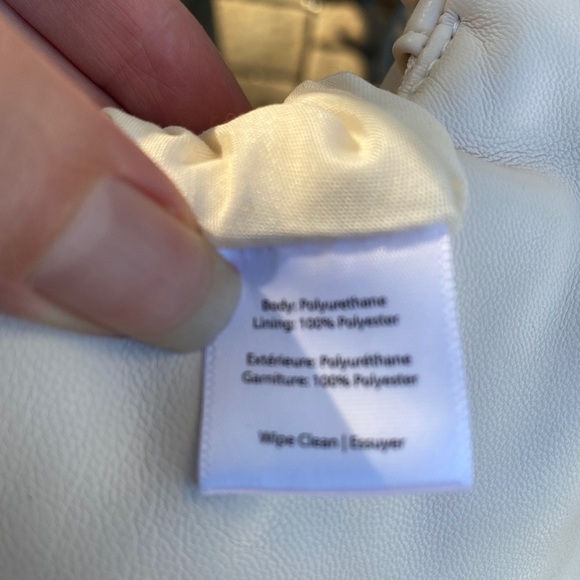 Body: Polyurethane
Lining: 100% Polyester
Extérieure: Polyuréthane
Garniture: 100% Polyester
Wipe Clean | Essuyer